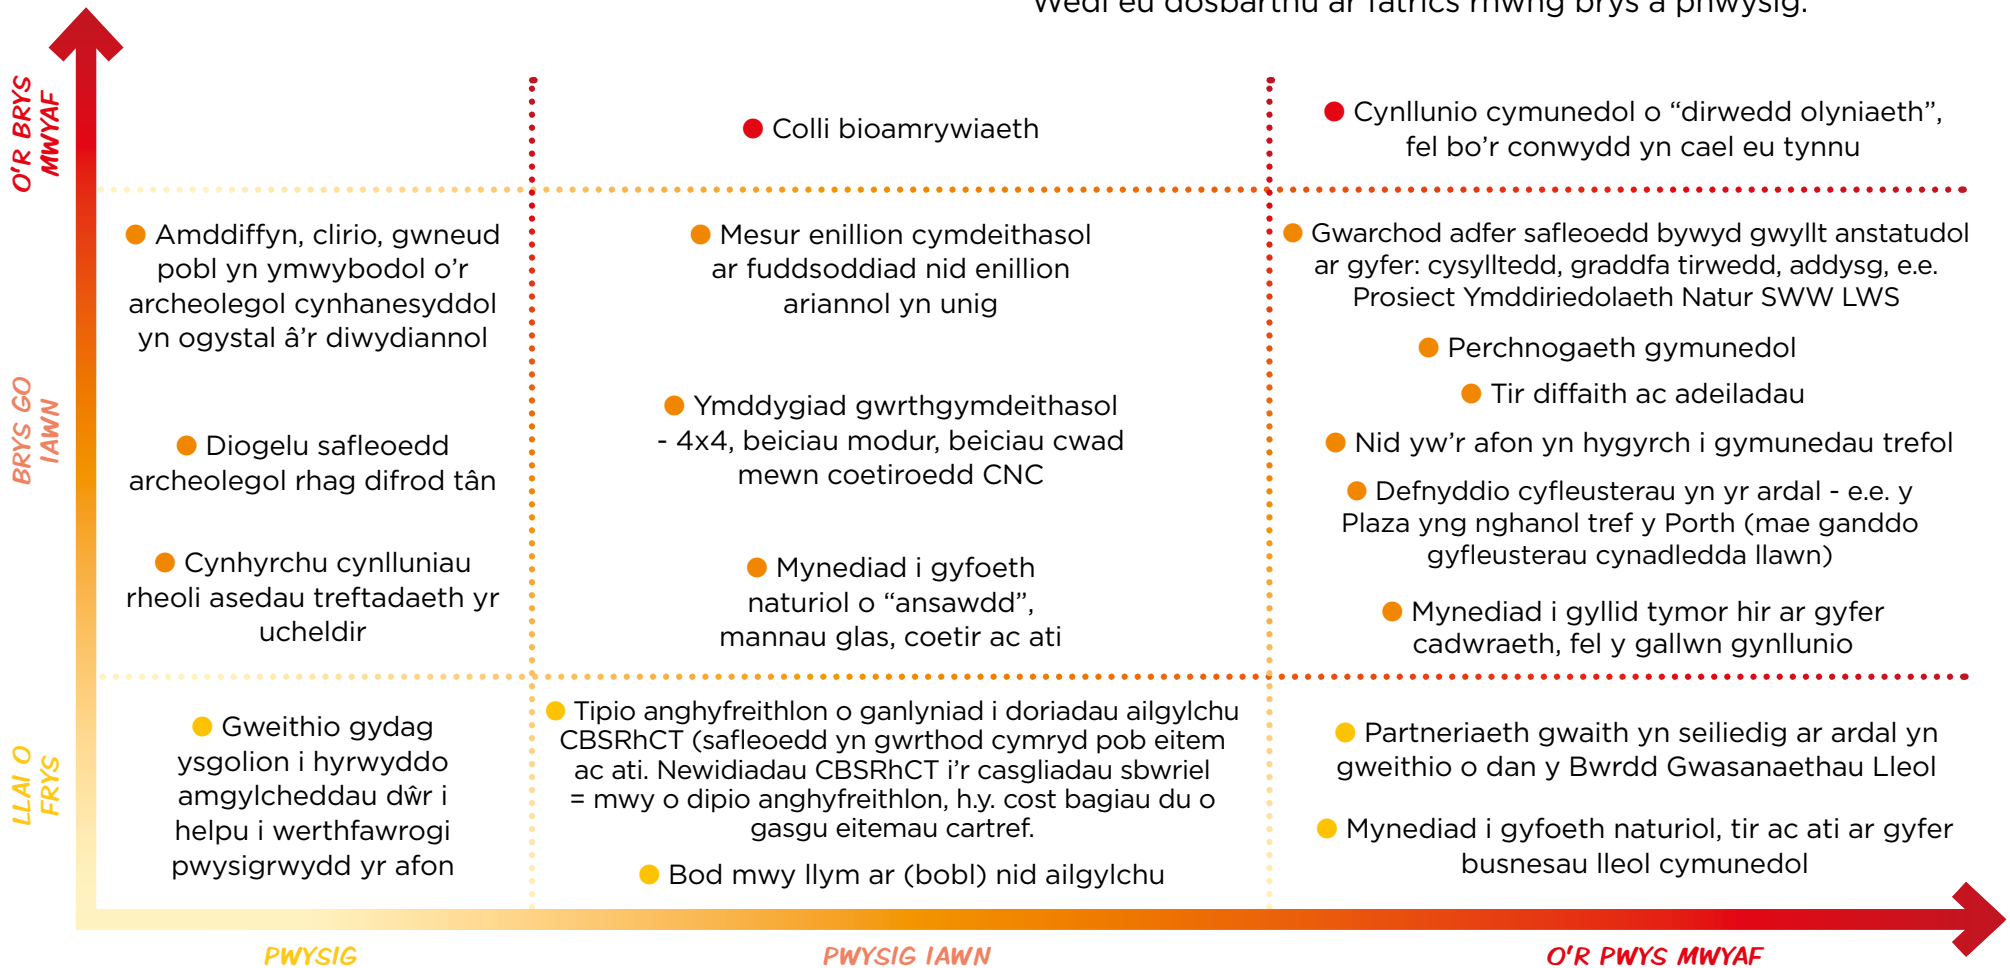 Wedi eu dosbarthu ar fatrics rhwng brys a phwysig.
O'R BRYS
MWYAF
● Colli bioamrywiaeth
● Cynllunio cymunedol o “dirwedd olyniaeth”,
fel bo’r conwydd yn cael eu tynnu
BRYS GO
IAWN
● Amddiffyn, clirio, gwneud
pobl yn ymwybodol o’r
archeolegol cynhanesyddol
yn ogystal â’r diwydiannol
● Diogelu safleoedd
archeolegol rhag difrod tân
● Cynhyrchu cynlluniau
rheoli asedau treftadaeth yr
ucheldir
● Mesur enillion cymdeithasol
ar fuddsoddiad nid enillion
ariannol yn unig
● Ymddygiad gwrthgymdeithasol
- 4x4, beiciau modur, beiciau cwad
mewn coetiroedd CNC
● Mynediad i gyfoeth
naturiol o “ansawdd”,
mannau glas, coetir ac ati
● Gwarchod adfer safleoedd bywyd gwyllt anstatudol
ar gyfer: cysylltedd, graddfa tirwedd, addysg, e.e.
Prosiect Ymddiriedolaeth Natur SWW LWS
● Perchnogaeth gymunedol
● Tir diffaith ac adeiladau
● Nid yw’r afon yn hygyrch i gymunedau trefol
● Defnyddio cyfleusterau yn yr ardal - e.e. y
Plaza yng nghanol tref y Porth (mae ganddo
gyfleusterau cynadledda llawn)
● Mynediad i gyllid tymor hir ar gyfer
cadwraeth, fel y gallwn gynllunio
LLAI O
FRYS
● Gweithio gydag
ysgolion i hyrwyddo
amgylcheddau dŵr i
helpu i werthfawrogi
pwysigrwydd yr afon
● Tipio anghyfreithlon o ganlyniad i doriadau ailgylchu
CBSRhCT (safleoedd yn gwrthod cymryd pob eitem
ac ati. Newidiadau CBSRhCT i’r casgliadau sbwriel
= mwy o dipio anghyfreithlon, h.y. cost bagiau du o
gasgu eitemau cartref.
● Bod mwy llym ar (bobl) nid ailgylchu
● Partneriaeth gwaith yn seiliedig ar ardal yn
gweithio o dan y Bwrdd Gwasanaethau Lleol
● Mynediad i gyfoeth naturiol, tir ac ati ar gyfer
busnesau lleol cymunedol
PWYSIG
PWYSIG IAWN
O'R PWYS MWYAF